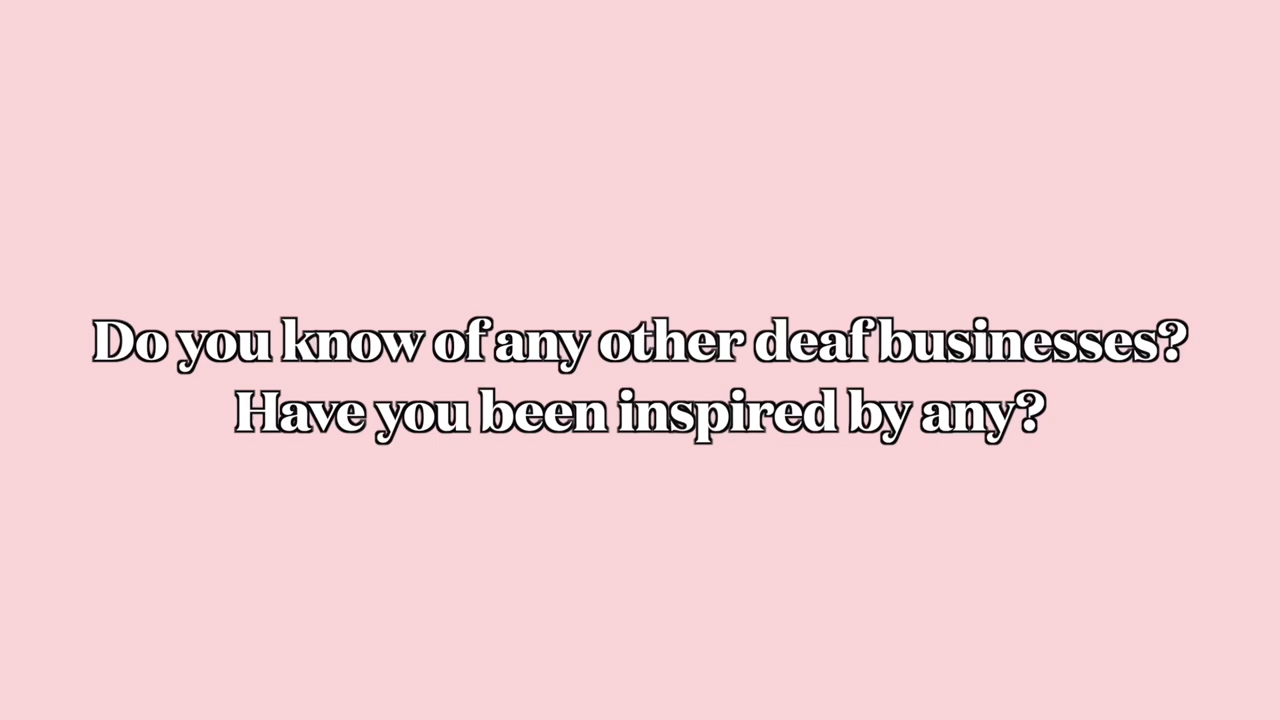 Do you know of any other deaf businesses?
Have you been inspired by any?